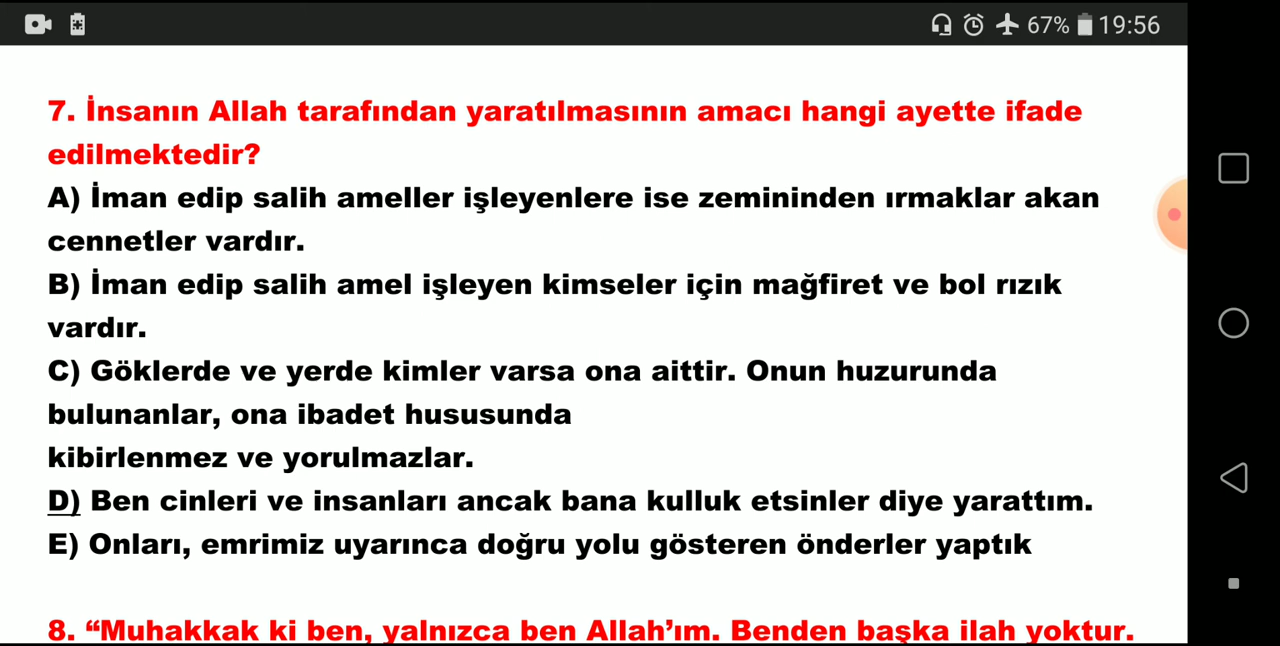 67% 19:56
7. İnsanın Allah tarafından yaratılmasının amacı hangi ayette ifade
edilmektedir?
A) İman edip salih ameller işleyenlere ise zemininden ırmaklar akan
cennetler vardır.
B) İman edip salih amel işleyen kimseler için mağfiret ve bol rızık
vardır.
C) Göklerde ve yerde kimler varsa ona aittir. Onun huzurunda
bulunanlar, ona ibadet hususunda
kibirlenmez ve yorulmazlar.
D) Ben cinleri ve insanları ancak bana kulluk etsinler diye yarattım.
E) Onları, emrimiz uyarınca doğru yolu gösteren önderler yaptık
8. “Muhakkak ki ben, yalnızca ben Allah’ım. Benden başka ilah yoktur.